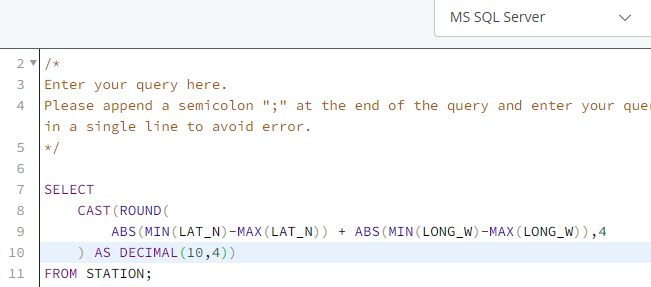 MS SQL Server
2 /*
3 Enter your query here.
4 Please append a semicolon ";" at the end of the query and enter your
in a single line to avoid error.
5 */
6
7 SELECT
8 CAST(ROUND(
9 ABS(MIN(LAT_N)-MAX(LAT_N)) + ABS(MIN(LONG_W)-MAX(LONG_W)),4
10 ) AS DECIMAL(10,4))
11 FROM STATION;